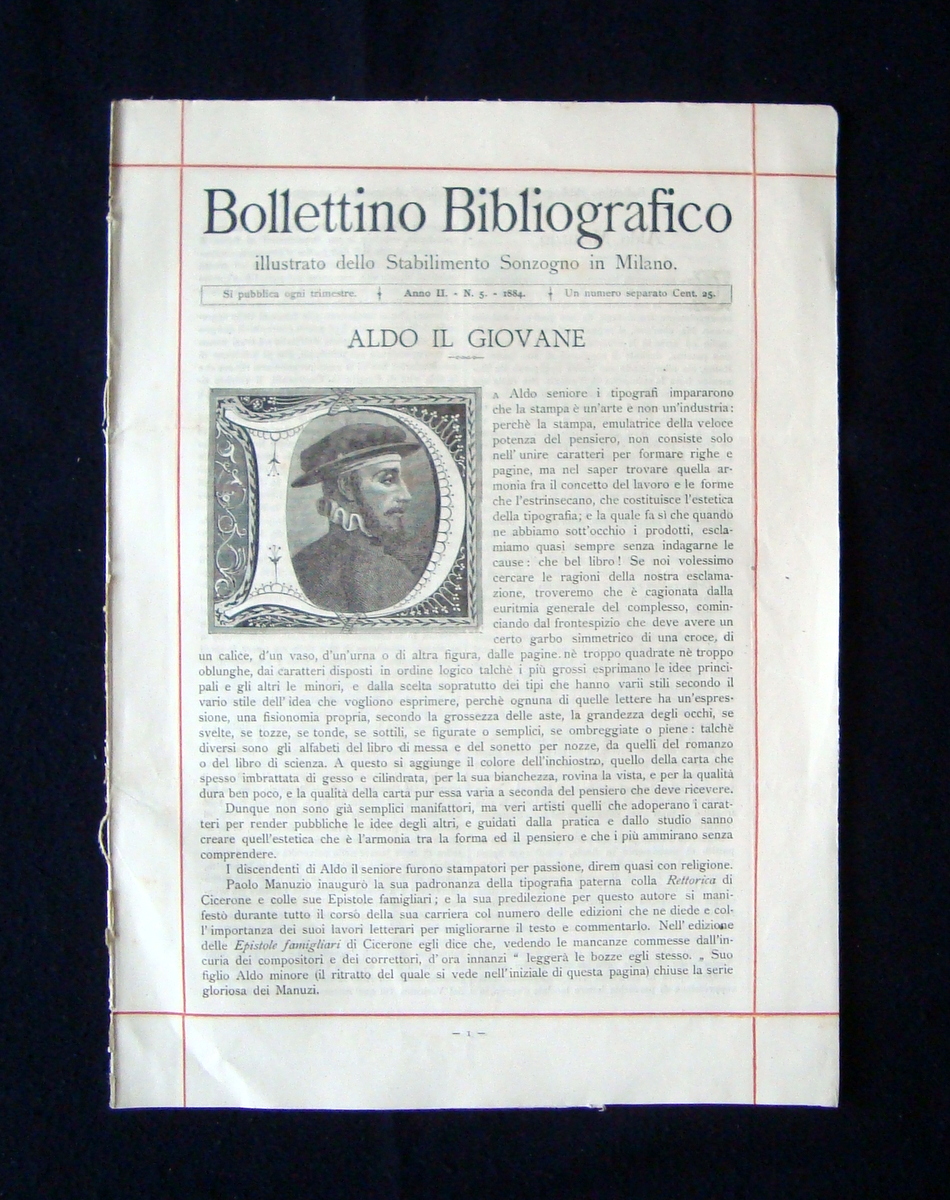 Bollettino Bibliografico
illustrato dello Stabilimento Sonzogno in Milano.
Si pubblica ogni trimestre. Anno II. - N. 5. - 1884. Un numero separato Cent. 25.
ALDO IL GIOVANE
DA Aldo seniore i tipografi impararono
che la stampa è un'arte e non un'industria:
perchè la stampa, emulatrice della veloce
potenza del pensiero, non consiste solo
nell'unire caratteri per formare righe e
pagine, ma nel saper trovare quella ar-
monia fra il concetto del lavoro e le forme
che l'estrinsecano, che costituisce l'estetica
della tipografia; e la quale fa sì che quando
ne abbiamo sott'occhio i prodotti, escla-
miamo quasi sempre senza indagarne le
cause: che bel libro! Se noi volessimo
cercare le ragioni della nostra esclama-
zione, troveremo che è cagionata dalla
euritmia generale del complesso, comin-
ciando dal frontespizio che deve avere un
certo garbo simmetrico di una croce, di
un calice, d'un vaso, d'un'urna o di altra figura, dalle pagine. nè troppo quadrate nè troppo
oblunghe, dai caratteri disposti in ordine logico talchè i più grossi esprimano le idee princi-
pali e gli altri le minori, e dalla scelta sopratutto dei tipi che hanno varii stili secondo il
vario stile dell'idea che vogliono esprimere, perchè ognuna di quelle lettere ha un'espres-
sione, una fisionomia propria, secondo la grossezza delle aste, la grandezza degli occhi, se
svelte, se tozze, se tonde, se sottili, se figurate o semplici, se ombreggiate o piene: talchè
diversi sono gli alfabeti del libro di messa e del sonetto per nozze, da quelli del romanzo
o del libro di scienza. A questo si aggiunge il colore dell'inchiostro, quello della carta che
spesso imbrattata di gesso e cilindrata, per la sua bianchezza, rovina la vista, e per la qualità
dura ben poco, e la qualità della carta pur essa varia a seconda del pensiero che deve ricevere.
Dunque non sono già semplici manifattori, ma veri artisti quelli che adoperano i carat-
teri per render pubbliche le idee degli altri, e guidati dalla pratica e dallo studio sanno
creare quell'estetica che è l'armonia tra la forma ed il pensiero e che i più ammirano senza
comprendere.
I discendenti di Aldo il seniore furono stampatori per passione, direm quasi con religione.
Paolo Manuzio inaugurò la sua padronanza della tipografia paterna colla Rettorica di
Cicerone e colle sue Epistole famigliari; e la sua predilezione per questo autore si mani-
festò durante tutto il corsò della sua carriera col numero delle edizioni che ne diede e col-
l'importanza dei suoi lavori letterari per migliorarne il testo e commentarlo. Nell'edizione
delle Epistole famigliari di Cicerone egli dice che, vedendo le mancanze commesse dall'in-
curia dei compositori e dei correttori, d'ora innanzi “ leggerà le bozze egli stesso. „ Suo
figlio Aldo minore (il ritratto del quale si vede nell'iniziale di questa pagina) chiuse la serie
gloriosa dei Manuzi.
— 1 —